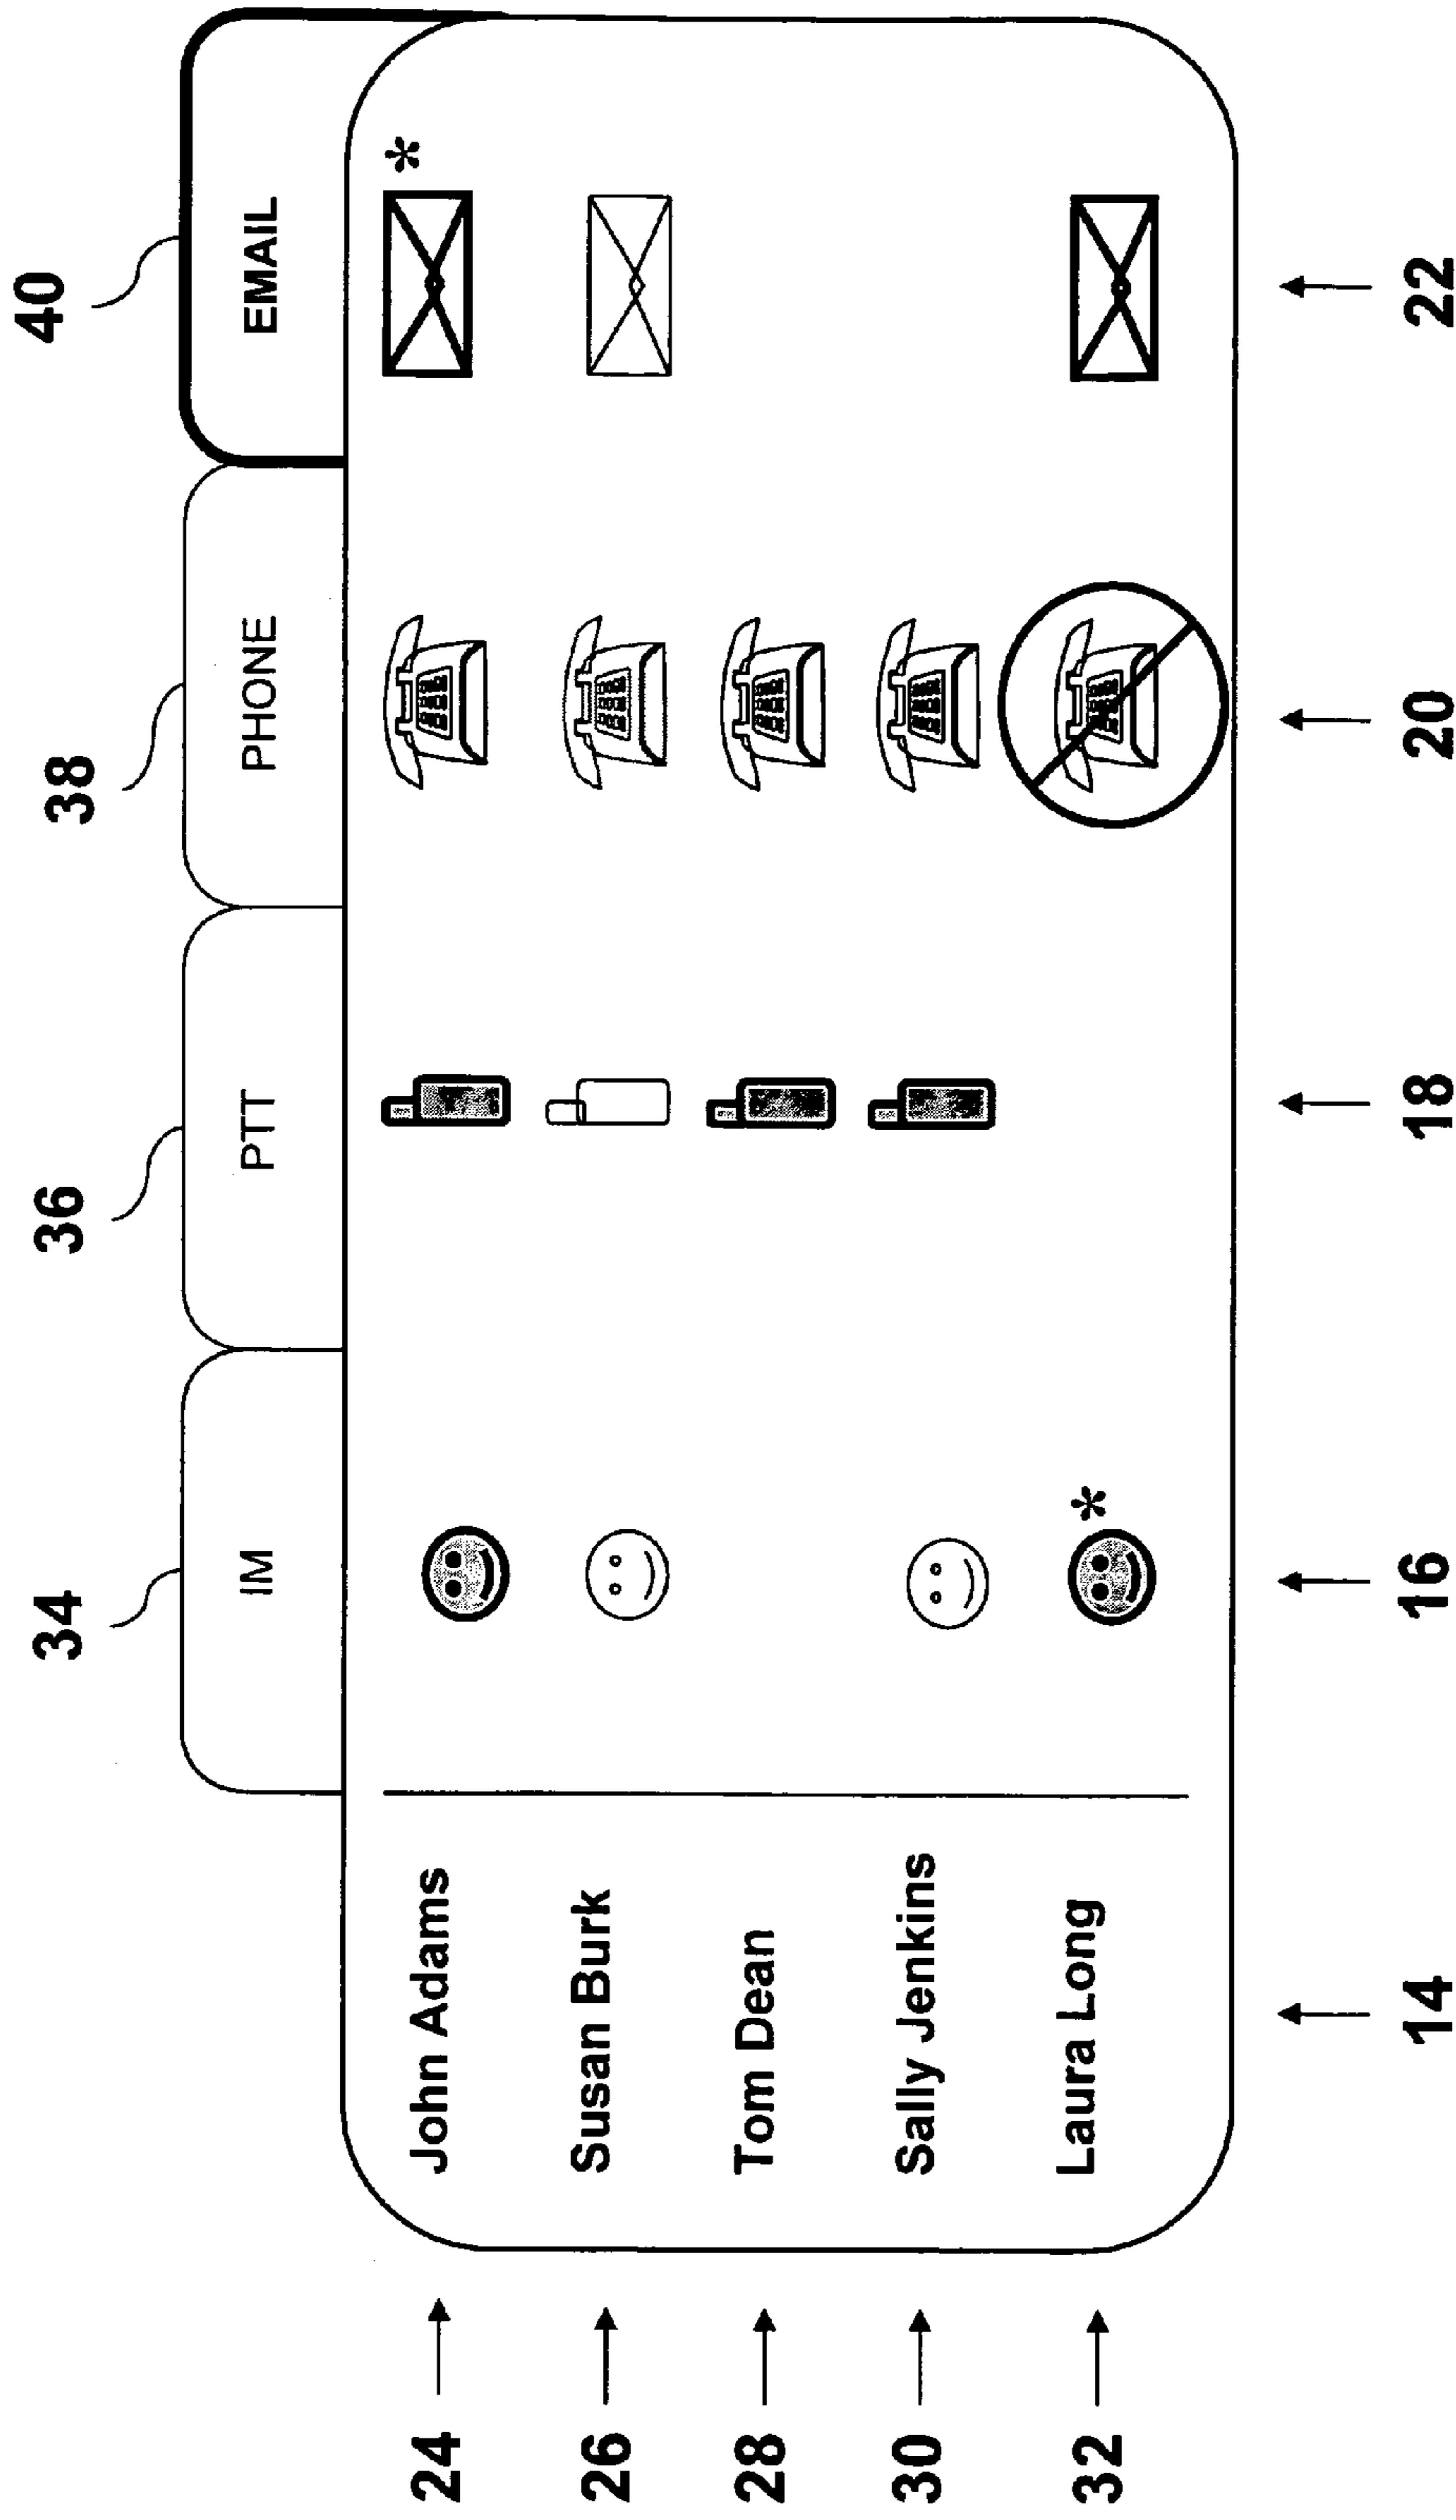 34 36 38 40
IM PTT PHONE EMAIL
24 John Adams *
26 Susan Burk
28 Tom Dean
30 Sally Jenkins
32 Laura Long *
14 16 18 20 22